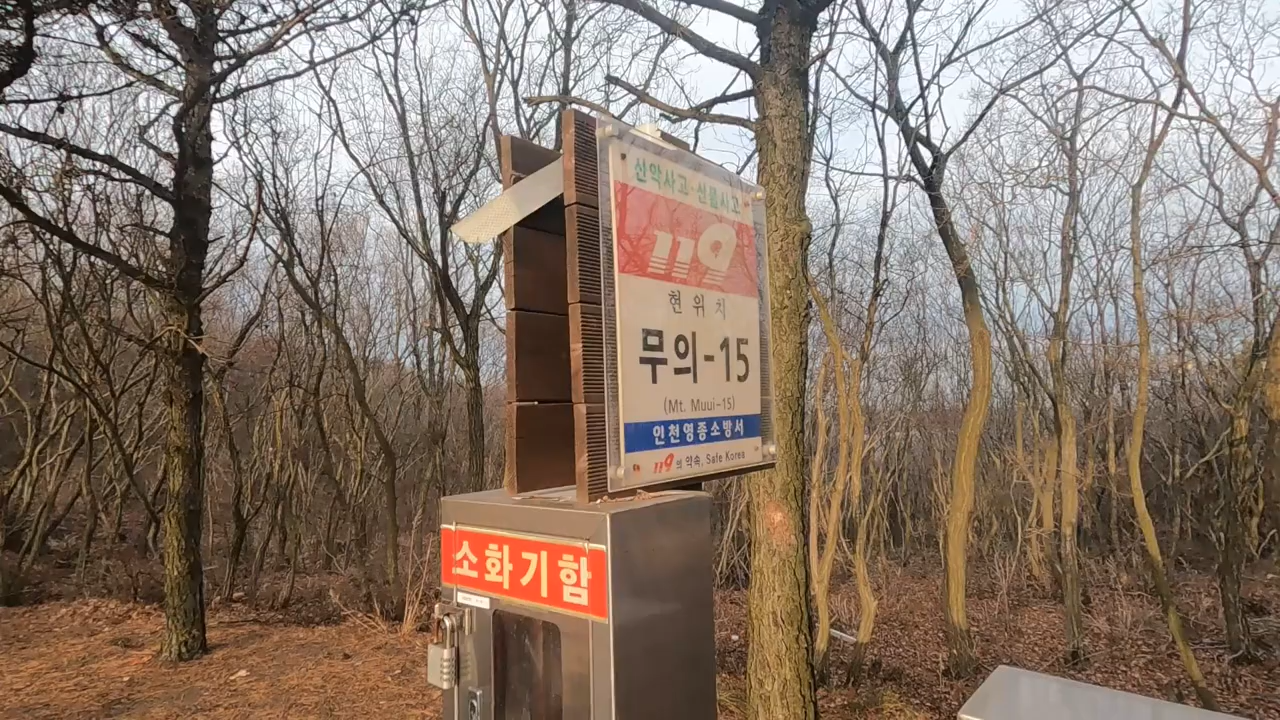 산악사고·산불사고
119
현위치
무의-15
(Mt. Muui-15)
인천영종소방서
119의 약속, Safe Korea
소화기함